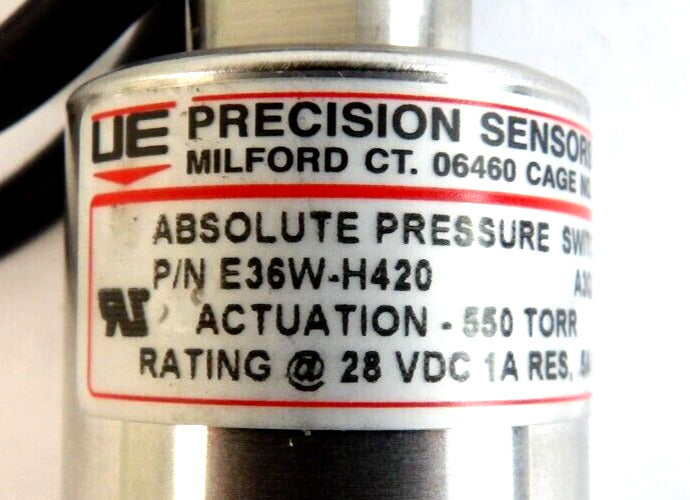 UE PRECISION SENSORS
MILFORD CT. 06460 CAGE
ABSOLUTE PRESSURE
P/N E36W-H420
ACTUATION - 550 TORR
RATING @ 28 VDC 1A RES,